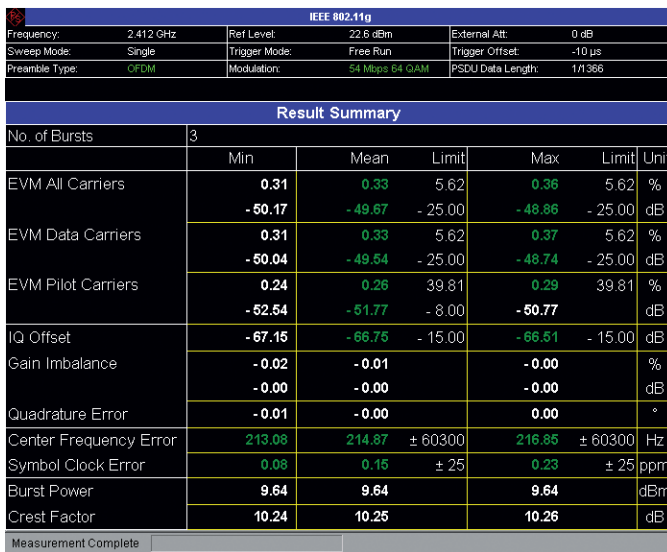 IEEE 802.11g
Frequency: 2.412 GHz Ref Level: 22.6 dBm External Att: 0 dB
Sweep Mode: Single Trigger Mode: Free Run Trigger Offset: -10 µs
Preamble Type: OFDM Modulation: 54 Mbps 64 QAM PSDU Data Length: 1/1366
Result Summary
No. of Bursts 3
Min Mean Limit Max Limit Uni
EVM All Carriers 0.31 0.33 5.62 0.36 5.62 %
- 50.17 - 49.67 - 25.00 - 48.86 - 25.00 dB
EVM Data Carriers 0.31 0.33 5.62 0.37 5.62 %
- 50.04 - 49.54 - 25.00 - 48.74 - 25.00 dB
EVM Pilot Carriers 0.24 0.26 39.81 0.29 39.81 %
- 52.54 - 51.77 - 8.00 - 50.77 dB
IQ Offset - 67.15 - 66.75 - 15.00 - 66.51 - 15.00 dB
Gain Imbalance - 0.02 - 0.01 - 0.00 %
- 0.00 - 0.00 - 0.00 dB
Quadrature Error - 0.01 - 0.00 0.00 °
Center Frequency Error 213.08 214.87 ± 60300 216.85 ± 60300 Hz
Symbol Clock Error 0.08 0.15 ± 25 0.23 ± 25 ppm
Burst Power 9.64 9.64 9.64 dBm
Crest Factor 10.24 10.25 10.26 dB
Measurement Complete